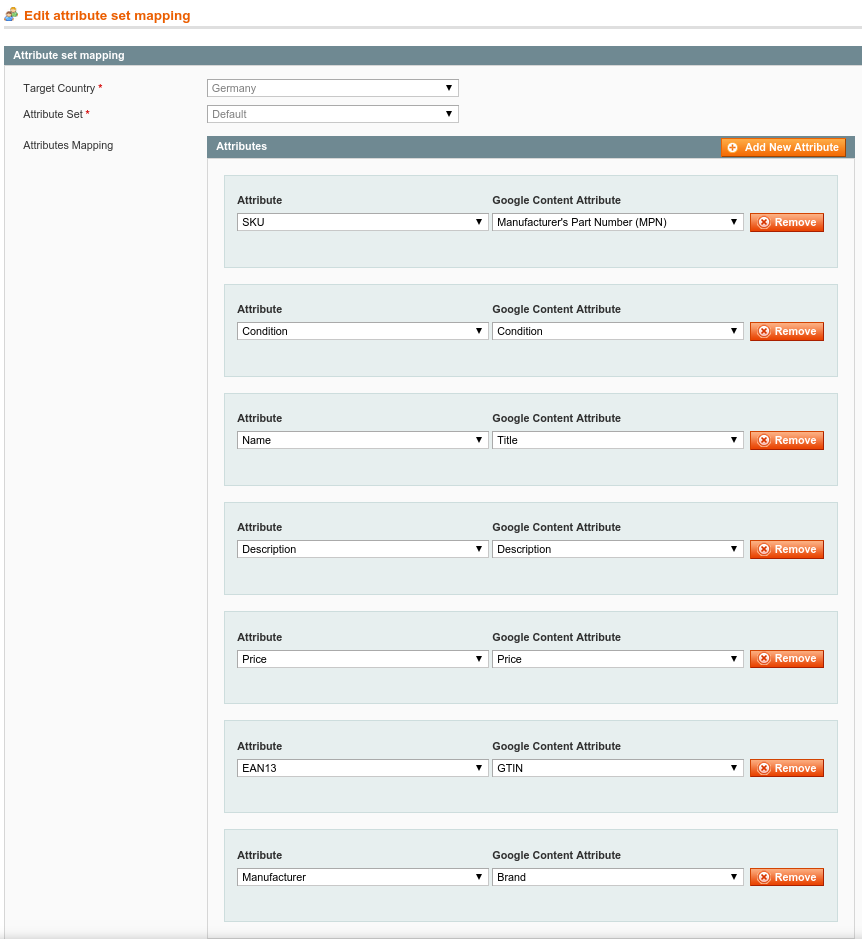 Edit attribute set mapping
Attribute set mapping
Target Country * Germany
Attribute Set * Default
Attributes Mapping
Attributes Add New Attribute
Attribute Google Content Attribute
SKU Manufacturer's Part Number (MPN) Remove
Attribute Google Content Attribute
Condition Condition Remove
Attribute Google Content Attribute
Name Title Remove
Attribute Google Content Attribute
Description Description Remove
Attribute Google Content Attribute
Price Price Remove
Attribute Google Content Attribute
EAN13 GTIN Remove
Attribute Google Content Attribute
Manufacturer Brand Remove